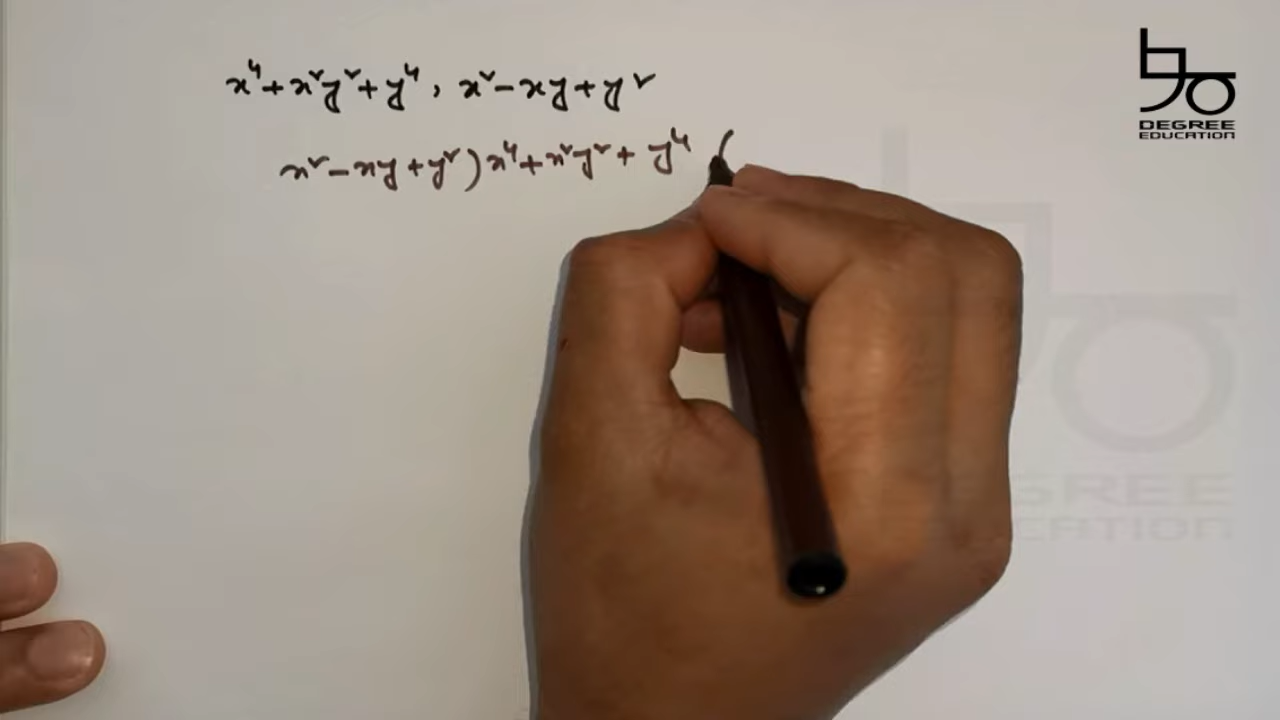 x⁴+x²y²+y⁴, x²-xy+y²
x²-xy+y²)x⁴+x²y²+y⁴(
DEGREE
EDUCATION